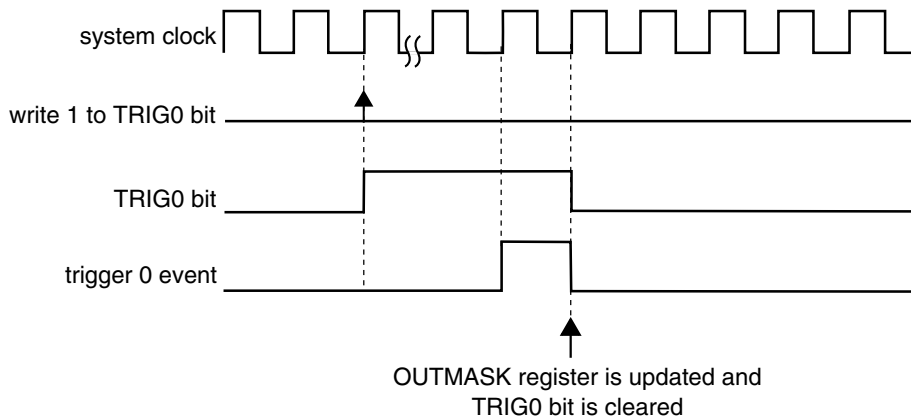 system clock
write 1 to TRIG0 bit
TRIG0 bit
trigger 0 event
OUTMASK register is updated and
TRIG0 bit is cleared